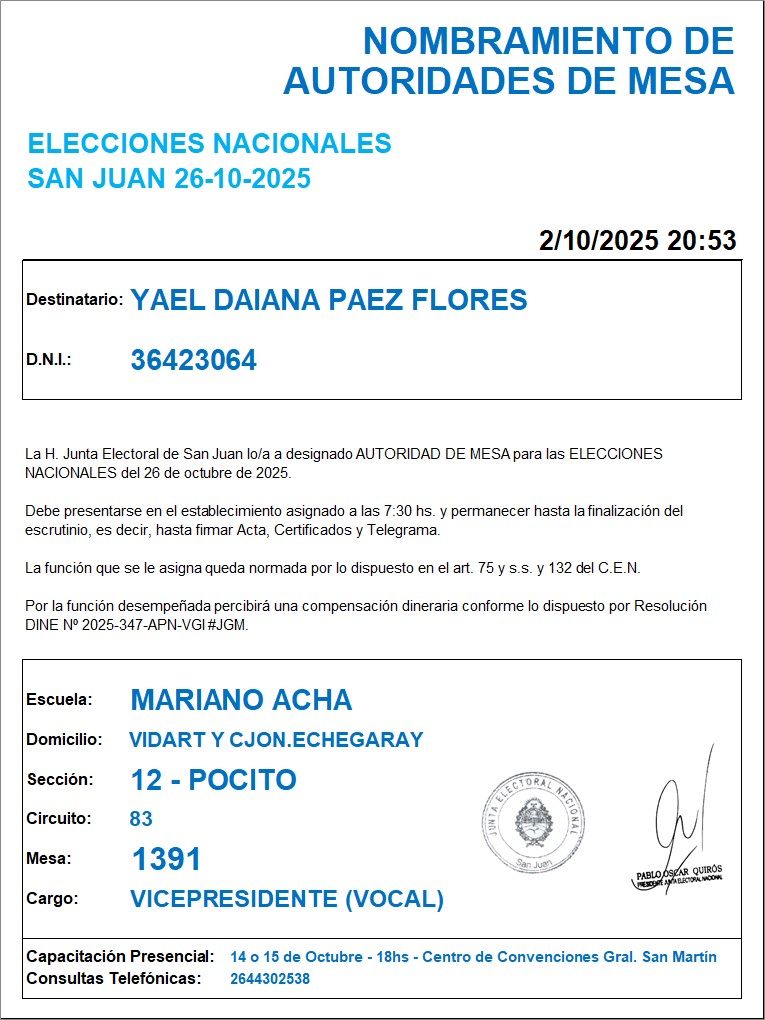 NOMBRAMIENTO DE
AUTORIDADES DE MESA
ELECCIONES NACIONALES
SAN JUAN 26-10-2025
2/10/2025 20:53
Destinatario: YAEL DAIANA PAEZ FLORES
D.N.I.: 36423064
La H. Junta Electoral de San Juan lo/a a designado AUTORIDAD DE MESA para las ELECCIONES
NACIONALES del 26 de octubre de 2025.
Debe presentarse en el establecimiento asignado a las 7:30 hs. y permanecer hasta la finalización del
escrutinio, es decir, hasta firmar Acta, Certificados y Telegrama.
La función que se le asigna queda normada por lo dispuesto en el art. 75 y s.s. y 132 del C.E.N.
Por la función desempeñada percibirá una compensación dineraria conforme lo dispuesto por Resolución
DINE Nº 2025-347-APN-VGI#JGM.
Escuela: MARIANO ACHA
Domicilio: VIDART Y CJON.ECHEGARAY
Sección: 12 - POCITO
Circuito: 83
Mesa: 1391
Cargo: VICEPRESIDENTE (VOCAL)
JUNTA ELECTORAL NACIONAL
San Juan
PABLO OSCAR QUIRÓS
PRESIDENTE JUNTA ELECTORAL NACIONAL
Capacitación Presencial: 14 o 15 de Octubre - 18hs - Centro de Convenciones Gral. San Martín
Consultas Telefónicas: 2644302538